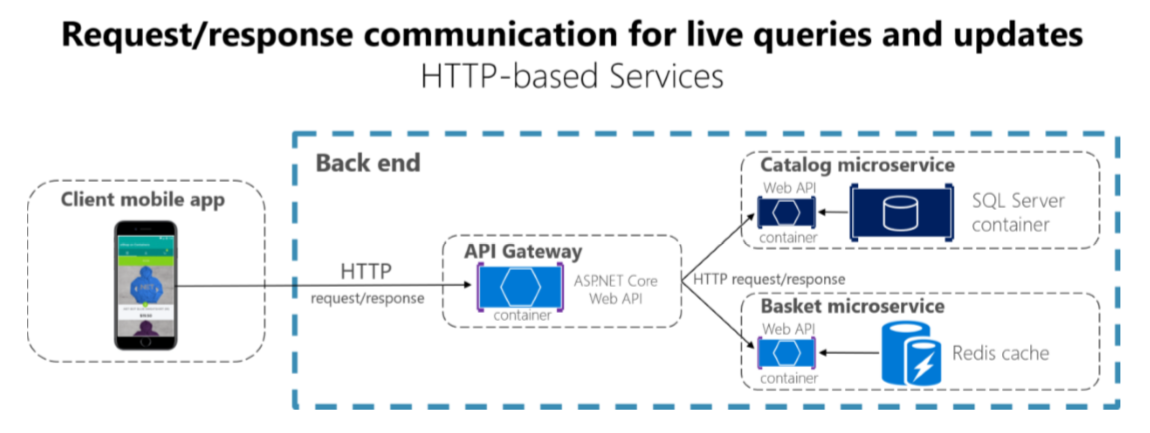 Request/response communication for live queries and updates
HTTP-based Services
Back end
Client mobile app
.NET
HTTP
request/response
API Gateway
ASP.NET Core
Web API
container
HTTP request/response
Catalog microservice
Web API
container
SQL Server
container
Basket microservice
Web API
container
Redis cache